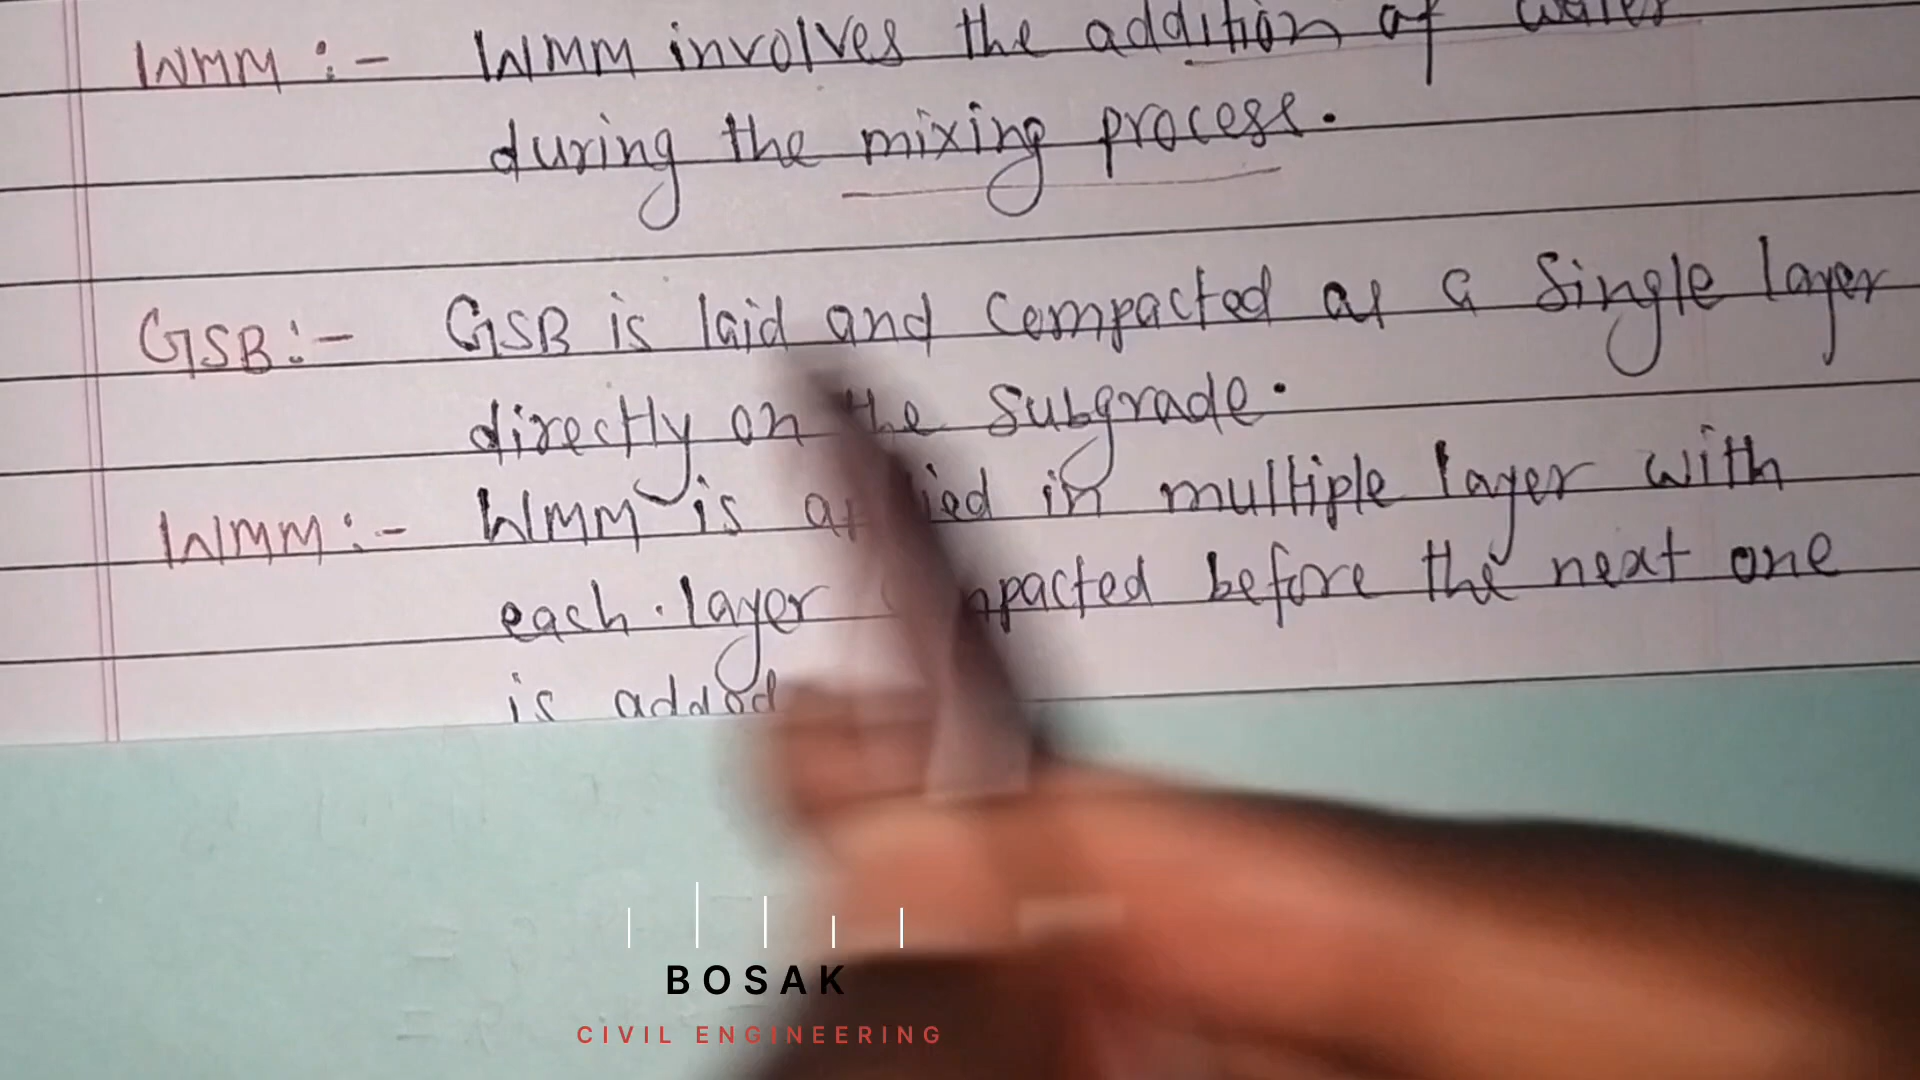 WMM :- WMM involves the addition of water
during the mixing process.
GSB :- GSB is laid and compacted as a Single layer
directly on the Subgrade.
WMM :- WMM is in multiple layer with
each layer before the next one
is added
BOSAK
CIVIL ENGINEERING